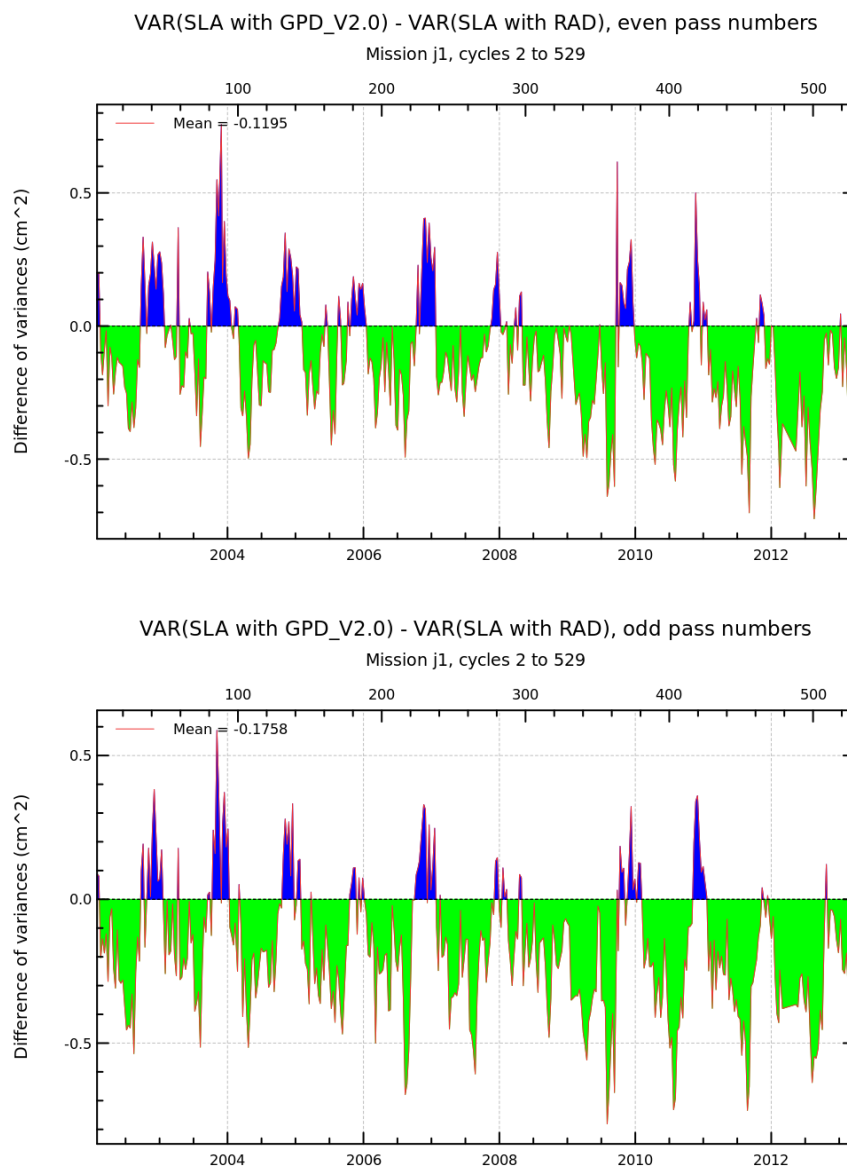 VAR(SLA with GPD_V2.0) - VAR(SLA with RAD), even pass numbers
Mission j1, cycles 2 to 529
100 200 300 400 500
Mean = -0.1195
Difference of variances (cm^2)
0.5
0.0
-0.5
2004 2006 2008 2010 2012
VAR(SLA with GPD_V2.0) - VAR(SLA with RAD), odd pass numbers
Mission j1, cycles 2 to 529
100 200 300 400 500
Mean = -0.1758
Difference of variances (cm^2)
0.5
0.0
-0.5
2004 2006 2008 2010 2012